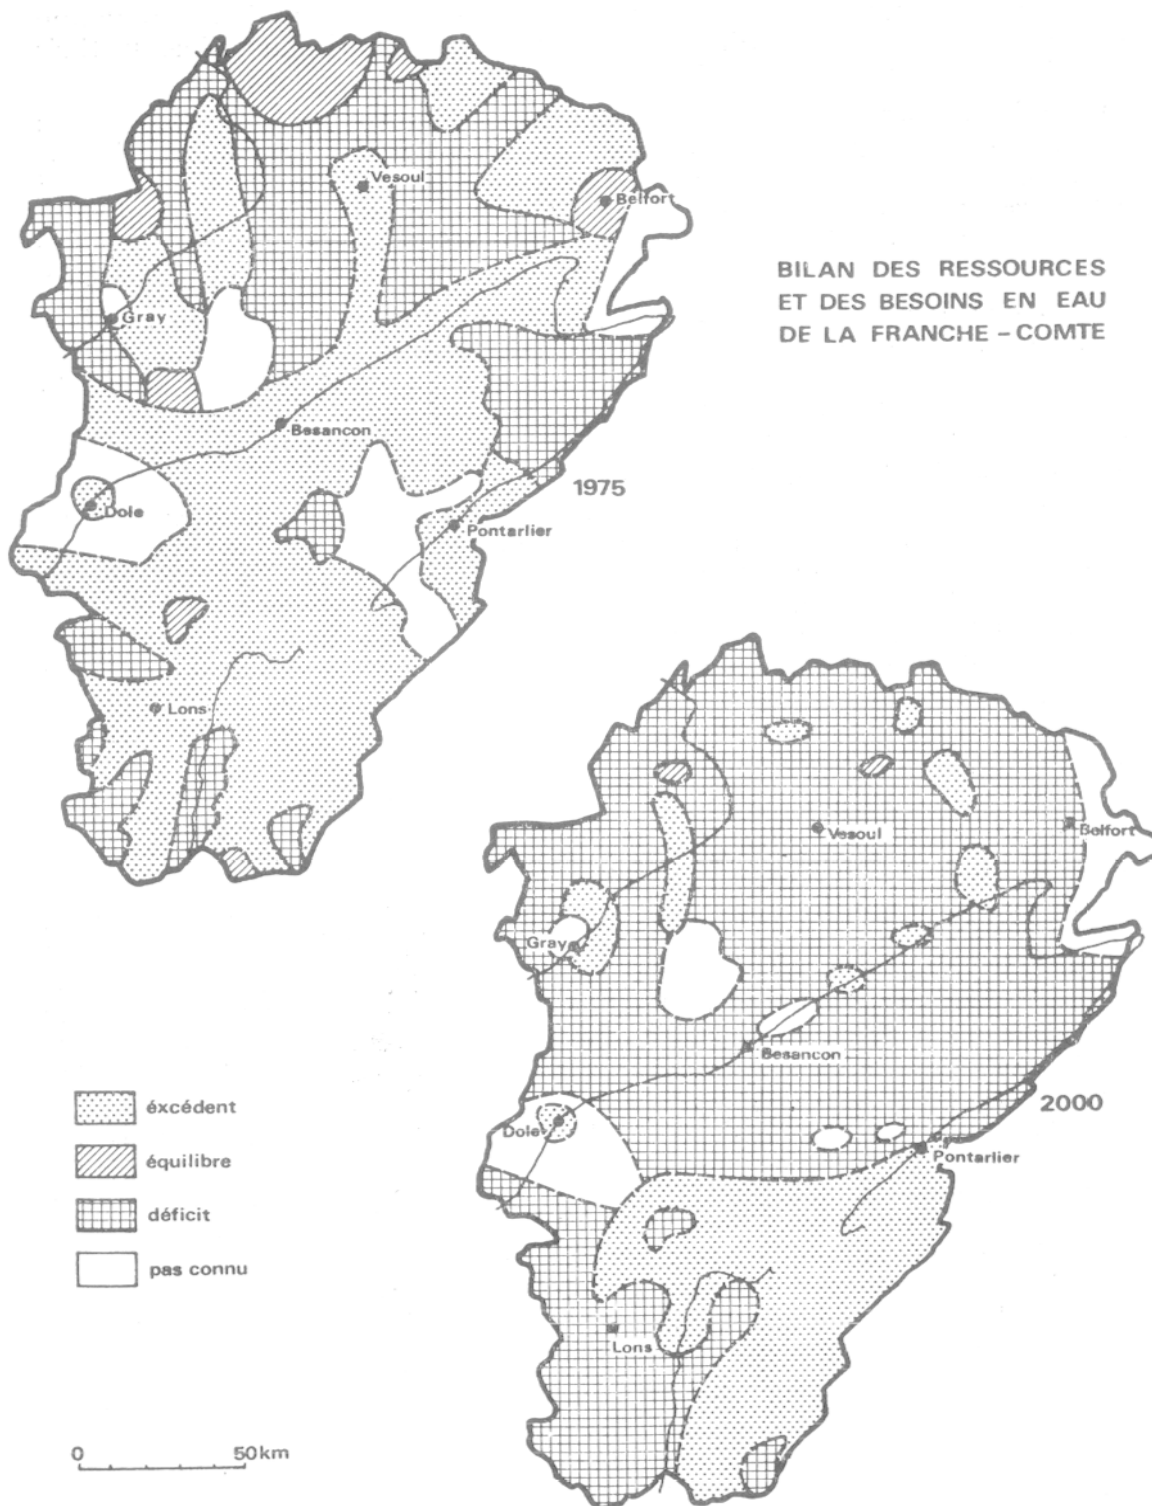 BILAN DES RESSOURCES
ET DES BESOINS EN EAU
DE LA FRANCHE - COMTE
Vesoul
Belfort
Gray
Besancon
1975
Dole
Pontarlier
Lons
Vesoul
Belfort
Gray
Besancon
2000
Dole
Pontarlier
Lons
éxcédent
équilibre
déficit
pas connu
0 50km